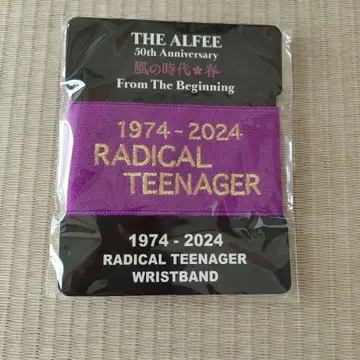 THE ALFEE
50th Anniversary
風の時代✿春
From The Beginning
1974-2024
RADICAL
TEENAGER
1974 - 2024
RADICAL TEENAGER
WRISTBAND